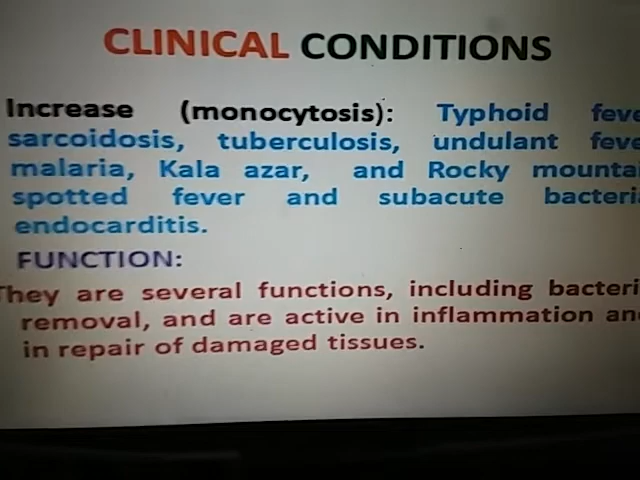 CLINICAL CONDITIONS
Increase (monocytosis): Typhoid feve
sarcoidosis, tuberculosis, undulant feve
malaria, Kala azar, and Rocky mounta
spotted fever and subacute bacteri
endocarditis.
FUNCTION:
They are several functions, including bacteri
removal, and are active in inflammation an
in repair of damaged tissues.